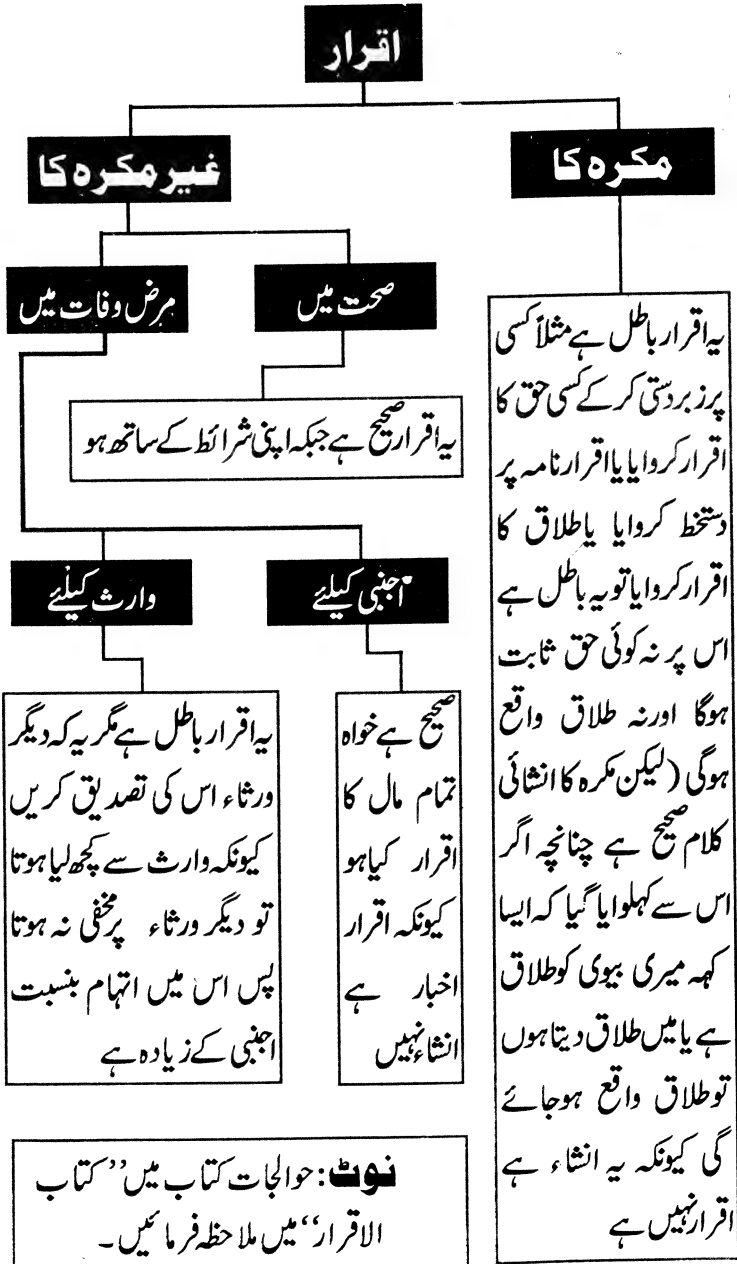 اقرار
مکرہ کا
غیر مکرہ کا
صحت میں
مرض وفات میں
یہ اقرار باطل ہے مثلاً کسی
پر زبردستی کر کے کسی حق کا
اقرار کروایا یا اقرار نامہ پر
دستخط کروایا یا طلاق کا
اقرار کروایا تو یہ باطل ہے
اس پر نہ کوئی حق ثابت
ہوگا اور نہ طلاق واقع
ہوگی (لیکن مکرہ کا انشائی
کلام صحیح ہے چنانچہ اگر
اس سے کہلوایا گیا کہ ایسا
کہہ میری بیوی کو طلاق
ہے یا میں طلاق دیتا ہوں
تو طلاق واقع ہو جائے
گی کیونکہ یہ انشاء ہے
اقرار نہیں ہے
یہ اقرار صحیح ہے جبکہ اپنی شرائط کے ساتھ ہو
اجنبی کیلئے
وارث کیلئے
صحیح ہے خواہ
تمام مال کا
اقرار کیا ہو
کیونکہ اقرار
اخبار ہے
انشاء نہیں
یہ اقرار باطل ہے مگر یہ کہ دیگر
ورثاء اس کی تصدیق کریں
کیونکہ وارث سے کچھ لیا ہوتا
تو دیگر ورثاء پر مخفی نہ ہوتا
پس اس میں اتہام بنسبت
اجنبی کے زیادہ ہے
نوٹ: حوالجات کتاب میں ’’کتاب
الاقرار‘‘ میں ملاحظہ فرمائیں۔